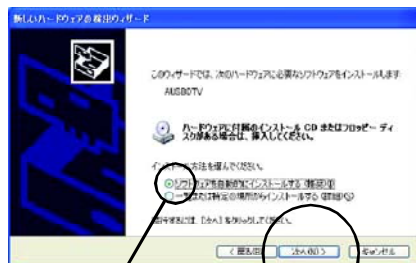 新しいハードウェアの検出ウィザード
このウィザードでは、次のハードウェアに必要なソフトウェアをインストールします:
AUSBDTV
ハードウェアに付属のインストール CD またはフロッピー ディ
スクがある場合は、挿入してください。
インストール方法を選んでください。
ソフトウェアを自動的にインストールする (推奨)(I)
一覧または特定の場所からインストールする (詳細)(S)
続行するには、[次へ] をクリックしてください。
< 戻る(B)
次へ(N) >
キャンセル